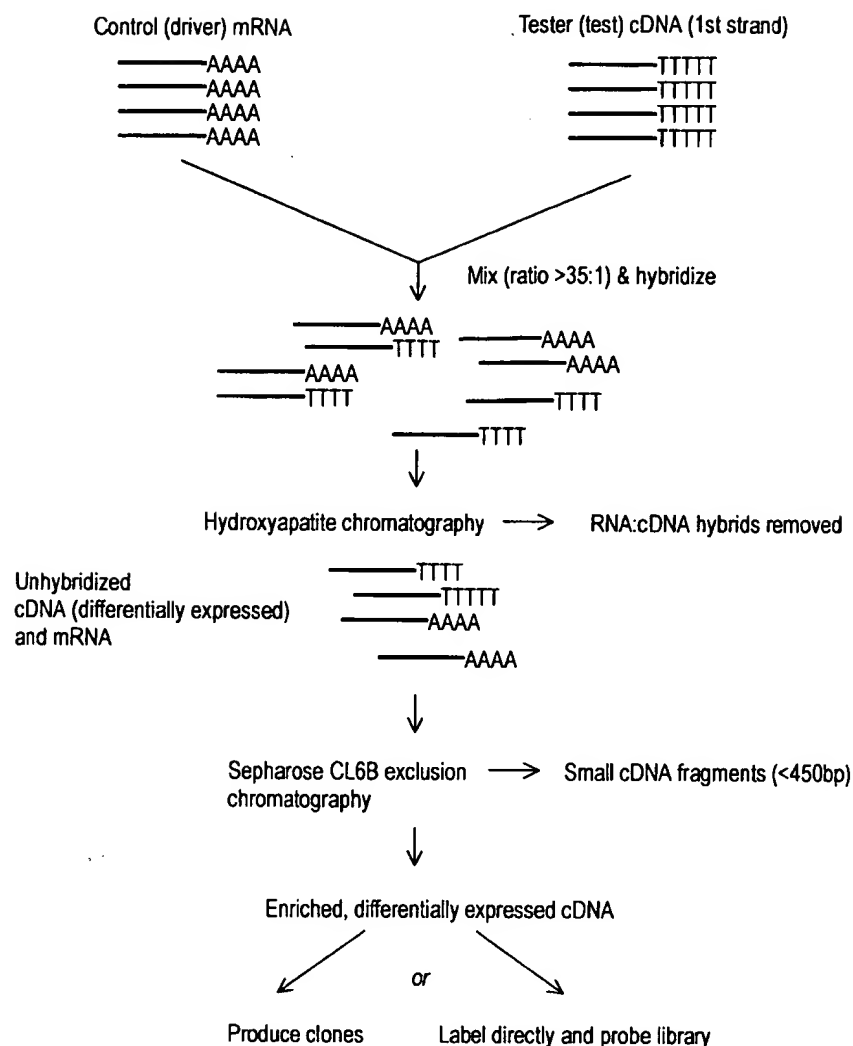 Control (driver) mRNA
Tester (test) cDNA (1st strand)
AAAA
TTTTT
AAAA
TTTTT
AAAA
TTTTT
AAAA
TTTTT
Mix (ratio >35:1) & hybridize
AAAA
TTTT
AAAA
AAAA
AAAA
TTTT
TTTT
TTTT
Hydroxyapatite chromatography
RNA:cDNA hybrids removed
Unhybridized
cDNA (differentially expressed)
and mRNA
TTTT
TTTTT
AAAA
AAAA
Sepharose CL6B exclusion
chromatography
Small cDNA fragments (<450bp)
Enriched, differentially expressed cDNA
or
Produce clones
Label directly and probe library